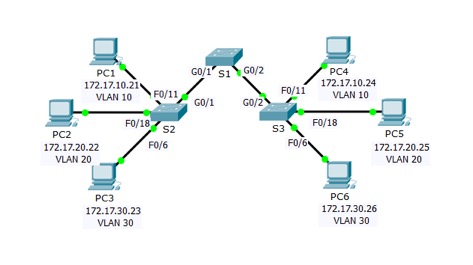 PC1
172.17.10.21
VLAN 10
F0/11
G0/1
S1
G0/2
PC4
172.17.10.24
VLAN 10
F0/11
PC2
172.17.20.22
VLAN 20
F0/18
S2
G0/1
G0/2
S3
F0/18
PC5
172.17.20.25
VLAN 20
F0/6
PC3
172.17.30.23
VLAN 30
F0/6
PC6
172.17.30.26
VLAN 30